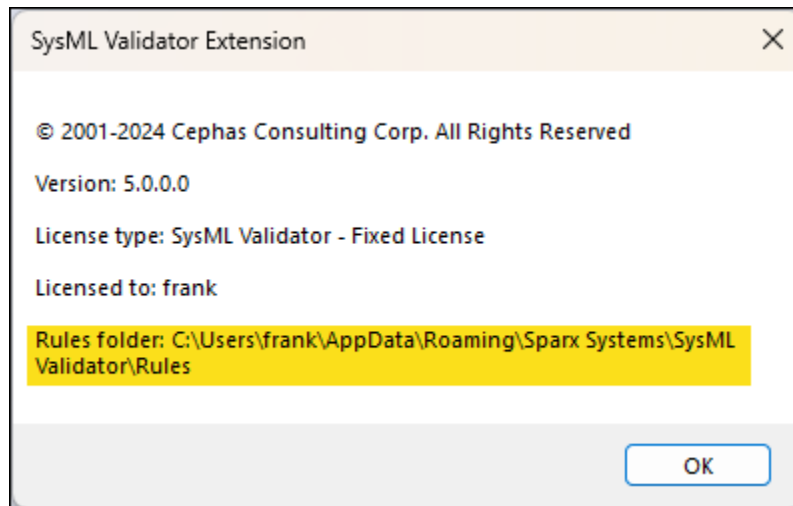 SysML Validator Extension
© 2001-2024 Cephas Consulting Corp. All Rights Reserved
Version: 5.0.0.0
License type: SysML Validator - Fixed License
Licensed to: frank
Rules folder: C:\Users\frank\AppData\Roaming\Sparx Systems\SysML
Validator\Rules
OK